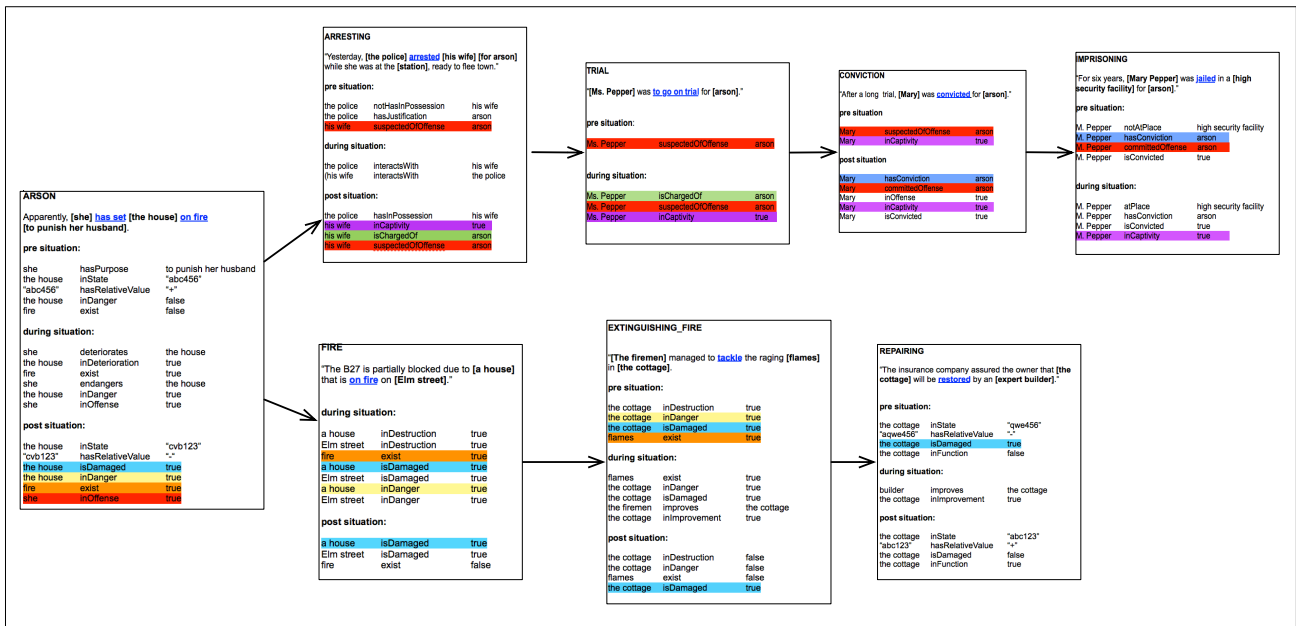 ARSON
Apparently, [she] has set [the house] on fire
[to punish her husband].
pre situation:
she hasPurpose to punish her husband
the house inState "abc456"
"abc456" hasRelativeValue "+"
the house inDanger false
fire exist false
during situation:
she deteriorates the house
the house inDeterioration true
fire exist true
she endangers the house
the house inDanger true
she inOffense true
post situation:
the house inState "cvb123"
"cvb123" hasRelativeValue "-"
the house isDamaged true
the house inDanger true
fire exist true
she inOffense true
ARRESTING
"Yesterday, [the police] arrested [his wife] [for arson]
while she was at the [station], ready to flee town."
pre situation:
the police notHasInPossession his wife
the police hasJustification arson
his wife suspectedOfOffense arson
during situation:
the police interactsWith his wife
(his wife interactsWith the police
post situation:
the police hasInPossession his wife
his wife inCaptivity true
his wife isChargedOf arson
his wife suspectedOfOffense arson
TRIAL
"[Ms. Pepper] was to go on trial for [arson]."
pre situation:
Ms. Pepper suspectedOfOffense arson
during situation:
Ms. Pepper isChargedOf arson
Ms. Pepper suspectedOfOffense arson
Ms. Pepper inCaptivity true
CONVICTION
"After a long trial, [Mary] was convicted for [arson]."
pre situation
Mary suspectedOfOffense arson
Mary inCaptivity true
post situation
Mary hasConviction arson
Mary committedOffense arson
Mary inOffense true
Mary inCaptivity true
Mary isConvicted true
IMPRISONING
"For six years, [Mary Pepper] was jailed in a [high
security facility] for [arson]."
pre situation:
M. Pepper notAtPlace high security facility
M. Pepper hasConviction arson
M. Pepper committedOffense arson
M. Pepper isConvicted true
during situation:
M. Pepper atPlace high security facility
M. Pepper hasConviction arson
M. Pepper isConvicted true
M. Pepper inCaptivity true
FIRE
"The B27 is partially blocked due to [a house]
that is on fire on [Elm street]."
during situation:
a house inDestruction true
Elm street inDestruction true
fire exist true
a house isDamaged true
Elm street isDamaged true
a house inDanger true
Elm street inDanger true
post situation:
a house isDamaged true
Elm street isDamaged true
fire exist false
EXTINGUISHING_FIRE
"[The firemen] managed to tackle the raging [flames]
in [the cottage].
pre situation:
the cottage inDestruction true
the cottage inDanger true
the cottage isDamaged true
flames exist true
during situation:
flames exist true
the cottage inDanger true
the cottage isDamaged true
the firemen improves the cottage
the cottage inImprovement true
post situation:
the cottage inDestruction false
the cottage inDanger false
flames exist false
the cottage isDamaged true
REPAIRING
"The insurance company assured the owner that [the
cottage] will be restored by an [expert builder]."
pre situation:
the cottage inState "qwe456"
"aqwe456" hasRelativeValue "-"
the cottage isDamaged true
the cottage inFunction false
during situation:
builder improves the cottage
the cottage inImprovement true
post situation:
the cottage inState "abc123"
"abc123" hasRelativeValue "+"
the cottage isDamaged false
the cottage inFunction true